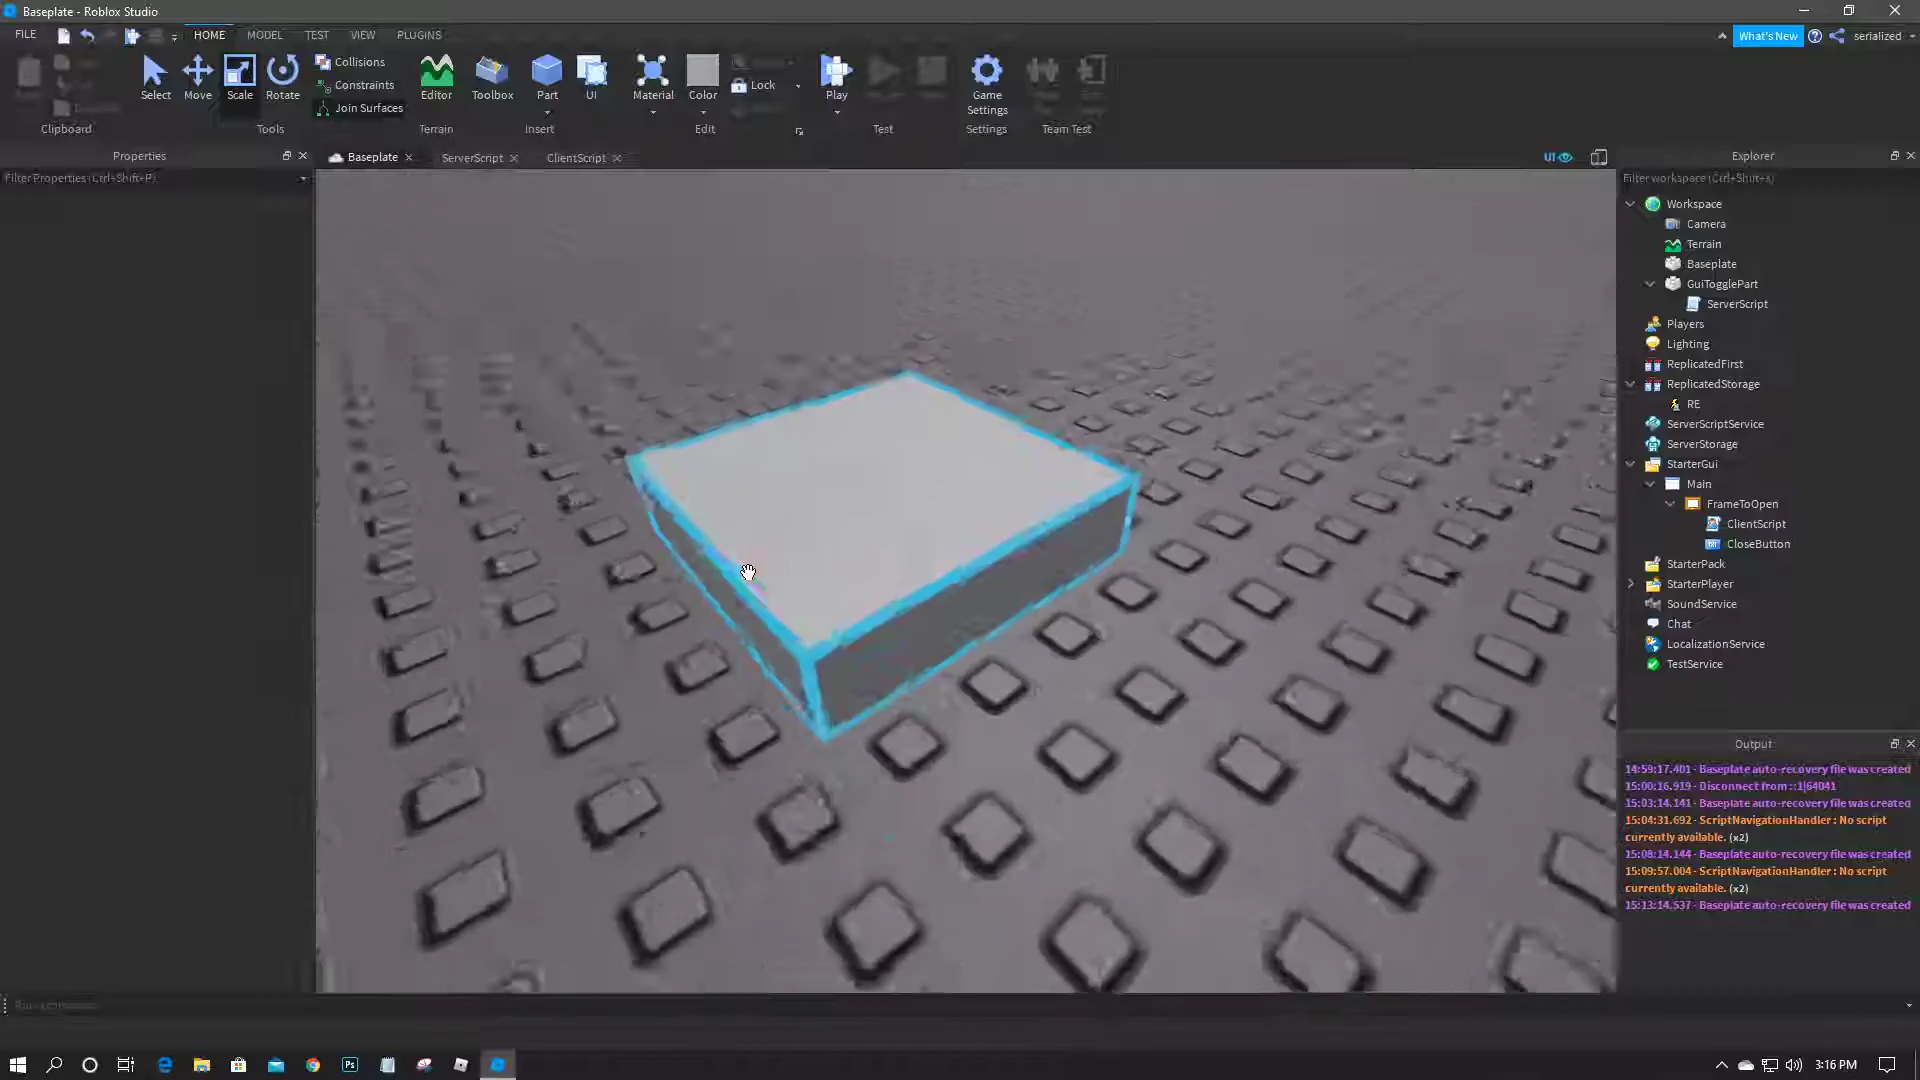 Baseplate - Roblox Studio
FILE HOME MODEL TEST VIEW PLUGINS What's New serialized
Select Move Scale Rotate
Collisions
Constraints
Join Surfaces
Editor Toolbox Part UI Material Color
Lock
Play
Game
Settings
Clipboard Tools Terrain Insert Edit Test Settings Team Test
Properties
Filter Properties (Ctrl+Shift+P)
Baseplate ServerScript ClientScript
UI
Explorer
Filter workspace (Ctrl+Shift+X)
Workspace
Camera
Terrain
Baseplate
GuiTogglePart
ServerScript
Players
Lighting
ReplicatedFirst
ReplicatedStorage
RE
ServerScriptService
ServerStorage
StarterGui
Main
FrameToOpen
ClientScript
CloseButton
StarterPack
StarterPlayer
SoundService
Chat
LocalizationService
TestService
Output
14:59:17.401 - Baseplate auto-recovery file was created
15:00:16.919 - Disconnect from ::1|64041
15:03:14.141 - Baseplate auto-recovery file was created
15:04:31.692 - ScriptNavigationHandler : No script
currently available. (x2)
15:08:14.144 - Baseplate auto-recovery file was created
15:09:57.004 - ScriptNavigationHandler : No script
currently available. (x2)
15:13:14.537 - Baseplate auto-recovery file was created
Ps
3:16 PM